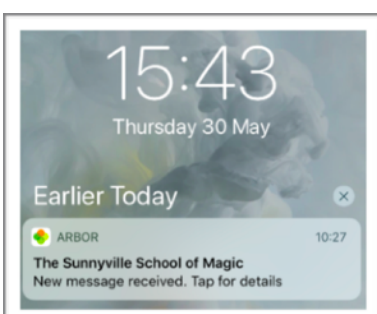 15:43
Thursday 30 May
Earlier Today
ARBOR 10:27
The Sunnyville School of Magic
New message received. Tap for details